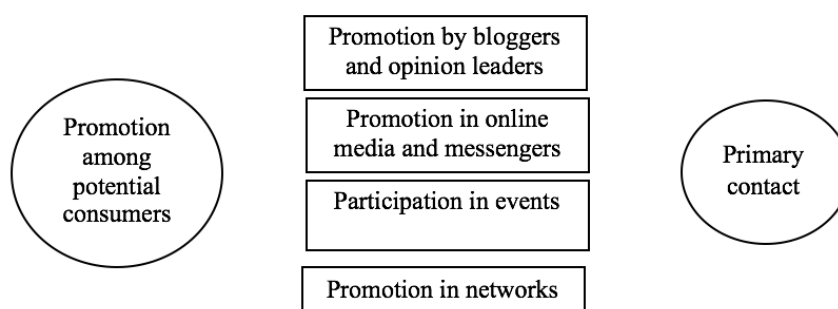 Promotion
among
potential
consumers
Promotion by bloggers
and opinion leaders
Promotion in online
media and messengers
Participation in events
Promotion in networks
Primary
contact